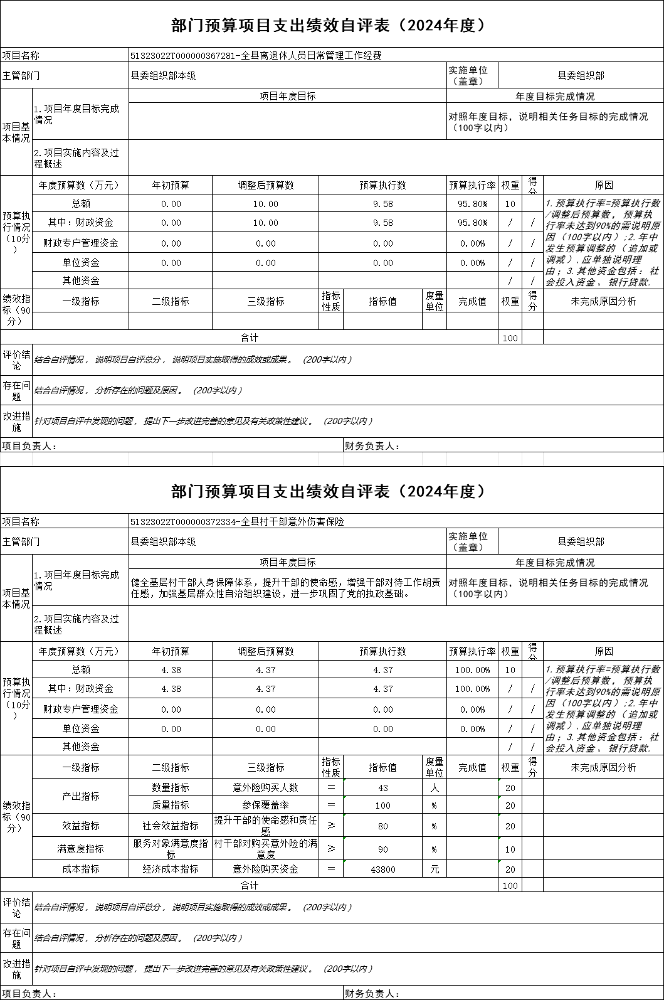 部门预算项目支出绩效自评表（2024年度）
项目名称 51323022T000000367281-全县离退休人员日常管理工作经费
主管部门 县委组织部本级 实施单位（盖章） 县委组织部
项目基本情况 1.项目年度目标完成情况 项目年度目标 年度目标完成情况
对照年度目标，说明相关任务目标的完成情况（100字以内）
2.项目实施内容及过程概述
预算执行情况（10分） 年度预算数（万元） 年初预算 调整后预算数 预算执行数 预算执行率 权重 得分 原因
总额 0.00 10.00 9.58 95.80% 10
其中：财政资金 0.00 10.00 9.58 95.80% / /
财政专户管理资金 0.00 0.00 0.00 0.00% / /
单位资金 0.00 0.00 0.00 0.00% / /
其他资金 / /
1.预算执行率=预算执行数/调整后预算数，预算执行率未达到90%的需说明原因（100字以内）;2.年中发生预算调整的（追加或调减）,应单独说明理由；3.其他资金包括：社会投入资金、银行贷款.
绩效指标（90分） 一级指标 二级指标 三级指标 指标性质 指标值 度量单位 完成值 权重 得分 未完成原因分析
合计 100
评价结论 结合自评情况，说明项目自评总分，说明项目实施取得的成效或成果。（200字以内）
存在问题 结合自评情况，分析存在的问题及原因。（200字以内）
改进措施 针对项目自评中发现的问题，提出下一步改进完善的意见及有关政策性建议。（200字以内）
项目负责人： 财务负责人：
部门预算项目支出绩效自评表（2024年度）
项目名称 51323022T000000372334-全县村干部意外伤害保险
主管部门 县委组织部本级 实施单位（盖章） 县委组织部
项目基本情况 1.项目年度目标完成情况 项目年度目标 年度目标完成情况
健全基层村干部人身保障体系，提升干部的使命感，增强干部对待工作胡责任感，加强基层群众性自治组织建设，进一步巩固了党的执政基础。 对照年度目标，说明相关任务目标的完成情况（100字以内）
2.项目实施内容及过程概述
预算执行情况（10分） 年度预算数（万元） 年初预算 调整后预算数 预算执行数 预算执行率 权重 得分 原因
总额 4.38 4.37 4.37 100.00% 10
其中：财政资金 4.38 4.37 4.37 100.00% / /
财政专户管理资金 0.00 0.00 0.00 0.00% / /
单位资金 0.00 0.00 0.00 0.00% / /
其他资金 / /
1.预算执行率=预算执行数/调整后预算数，预算执行率未达到90%的需说明原因（100字以内）;2.年中发生预算调整的（追加或调减）,应单独说明理由；3.其他资金包括：社会投入资金、银行贷款.
绩效指标（90分） 一级指标 二级指标 三级指标 指标性质 指标值 度量单位 完成值 权重 得分 未完成原因分析
产出指标 数量指标 意外险购买人数 ＝ 43 人 20
质量指标 参保覆盖率 ＝ 100 % 20
效益指标 社会效益指标 提升干部的使命感和责任感 ≥ 80 % 20
满意度指标 服务对象满意度指标 村干部对购买意外险的满意度 ≥ 90 % 10
成本指标 经济成本指标 意外险购买资金 ＝ 43800 元 20
合计 100
评价结论 结合自评情况，说明项目自评总分，说明项目实施取得的成效或成果。（200字以内）
存在问题 结合自评情况，分析存在的问题及原因。（200字以内）
改进措施 针对项目自评中发现的问题，提出下一步改进完善的意见及有关政策性建议。（200字以内）
项目负责人： 财务负责人：